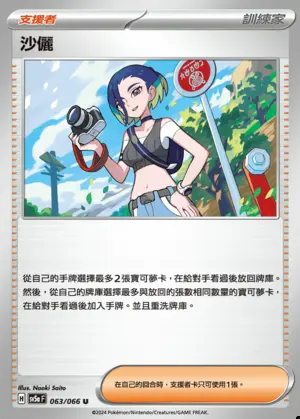 支援者
訓練家
沙儷
從自己的手牌選擇最多2張寶可夢卡，在給對手看過後放回牌庫。
然後，從自己的牌庫選擇最多與放回的張數相同數量的寶可夢卡，
在給對手看過後加入手牌。並且重洗牌庫。
Illus. Naoki Saito
H SV5a F 063/066 U
在自己的回合時，支援者卡只可使用1張。
©2024 Pokémon/Nintendo/Creatures/GAME FREAK.